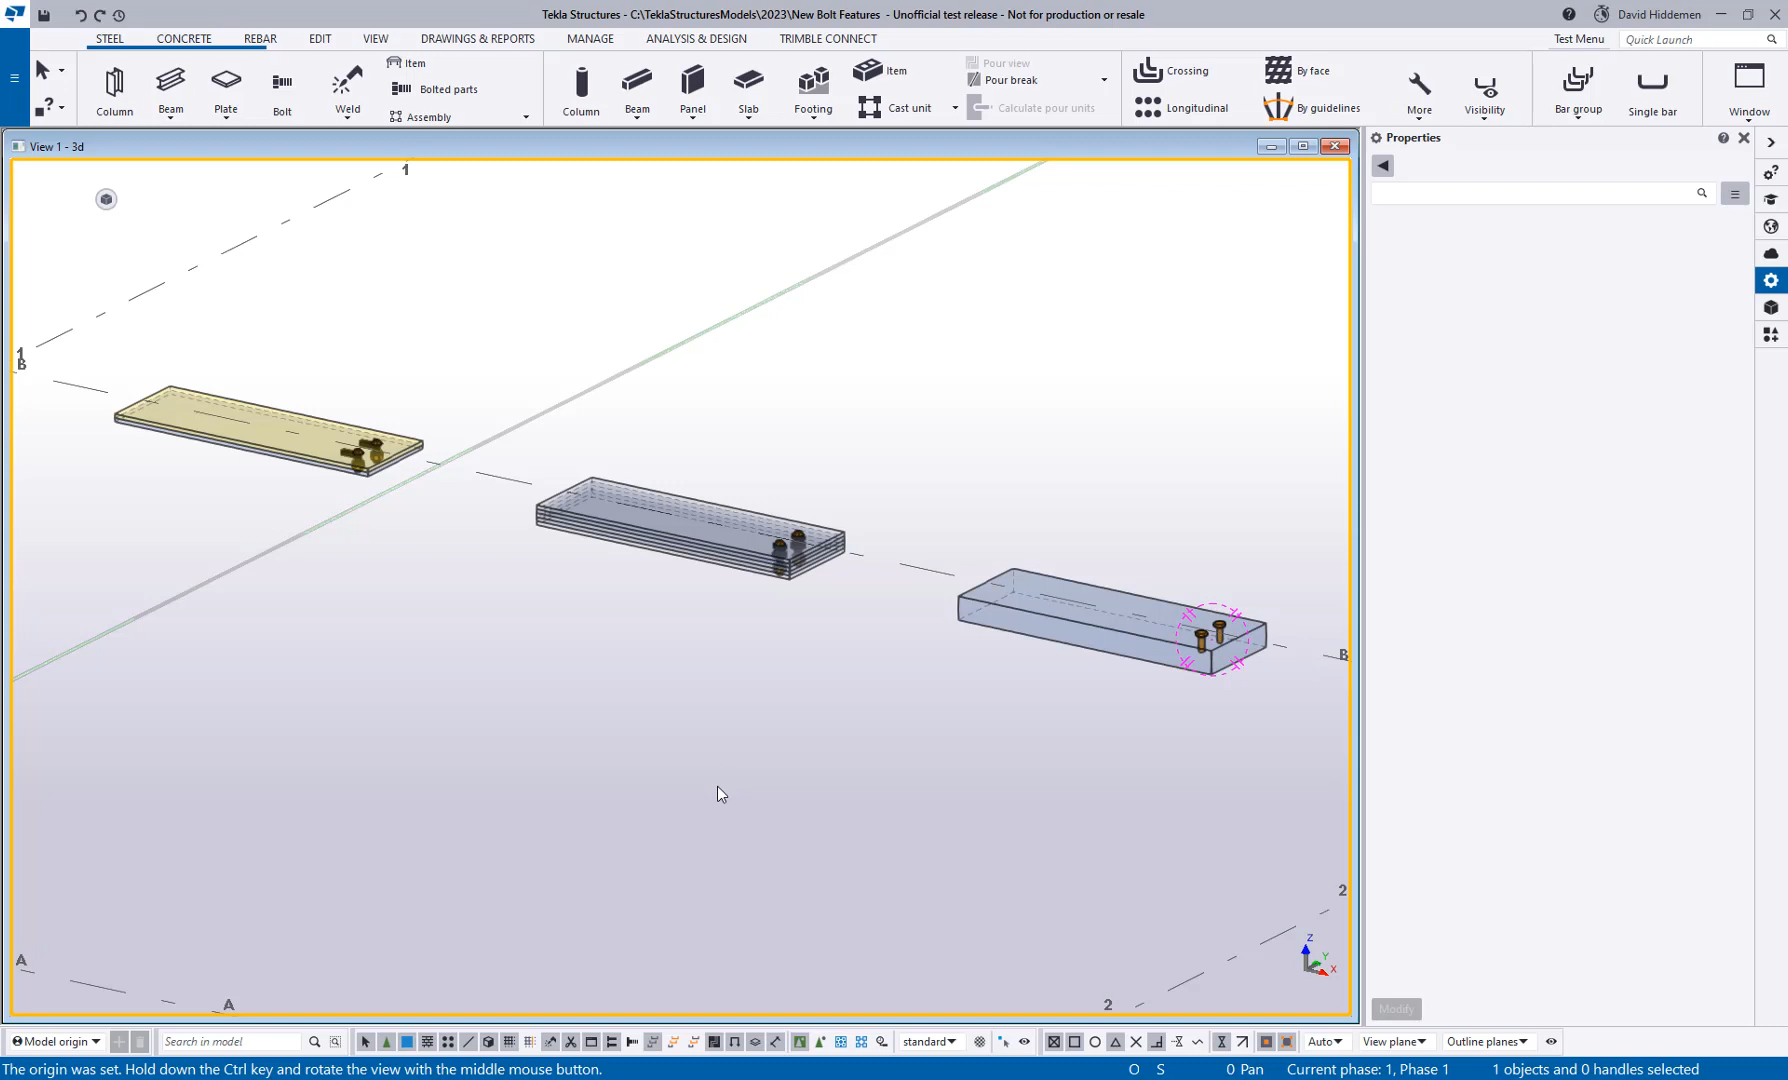 Tekla Structures - C:\TeklaStructuresModels\2023\New Bolt Features - Unofficial test release - Not for production or resale
David Hiddemen
STEEL CONCRETE REBAR EDIT VIEW DRAWINGS & REPORTS MANAGE ANALYSIS & DESIGN TRIMBLE CONNECT
Test Menu
Quick Launch
Column
Beam
Plate
Bolt
Weld
Item
Bolted parts
Assembly
Column
Beam
Panel
Slab
Footing
Item
Cast unit
Pour view
Pour break
Calculate pour units
Crossing
Longitudinal
By face
By guidelines
More
Visibility
Bar group
Single bar
Window
View 1 - 3d
Properties
1
1
B
B
2
A
A
2
Z
Y
X
Modify
Model origin
Search in model
standard
Auto
View plane
Outline planes
The origin was set. Hold down the Ctrl key and rotate the view with the middle mouse button.
O S 0 Pan Current phase: 1, Phase 1 1 objects and 0 handles selected